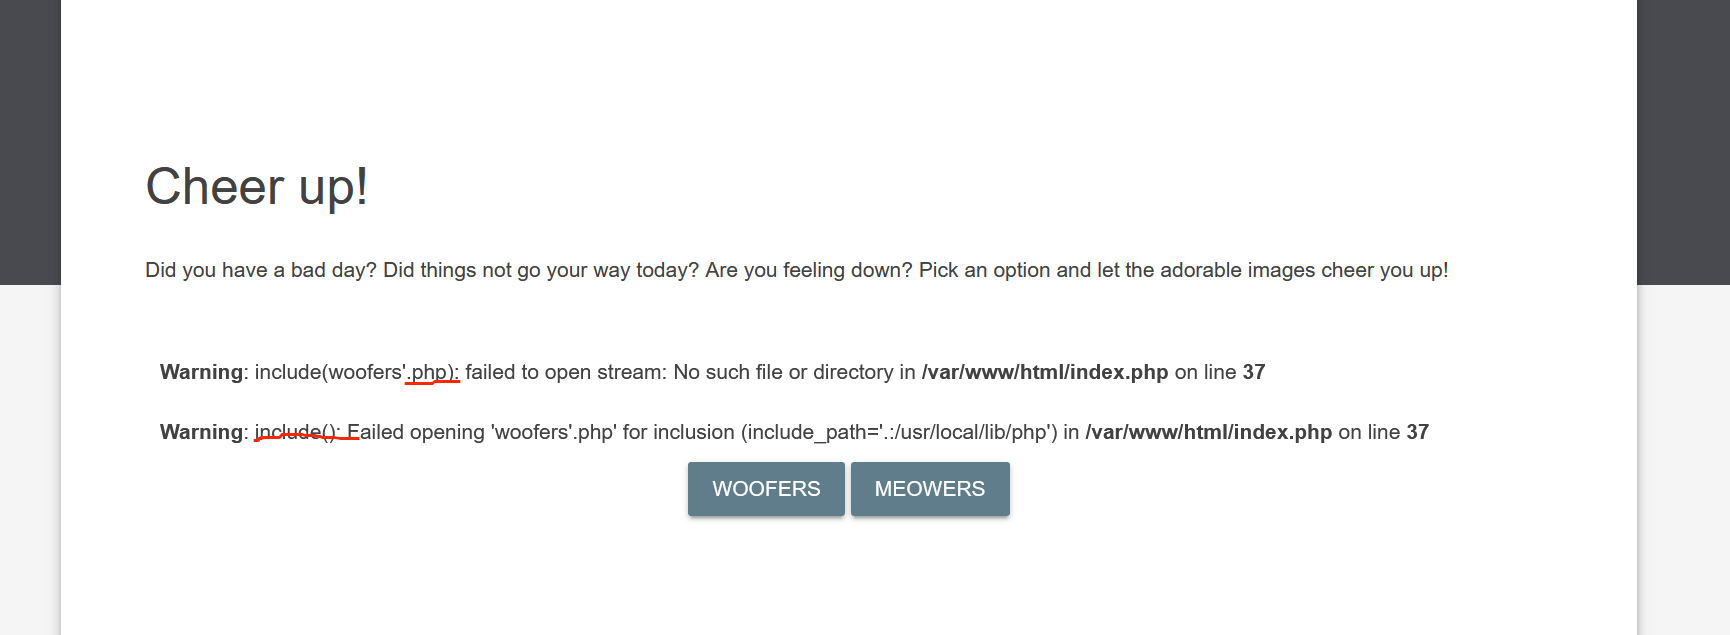 Cheer up!
Did you have a bad day? Did things not go your way today? Are you feeling down? Pick an option and let the adorable images cheer you up!
Warning: include(woofers'.php): failed to open stream: No such file or directory in /var/www/html/index.php on line 37
Warning: include(): Failed opening 'woofers'.php' for inclusion (include_path='.:/usr/local/lib/php') in /var/www/html/index.php on line 37
WOOFERS MEOWERS